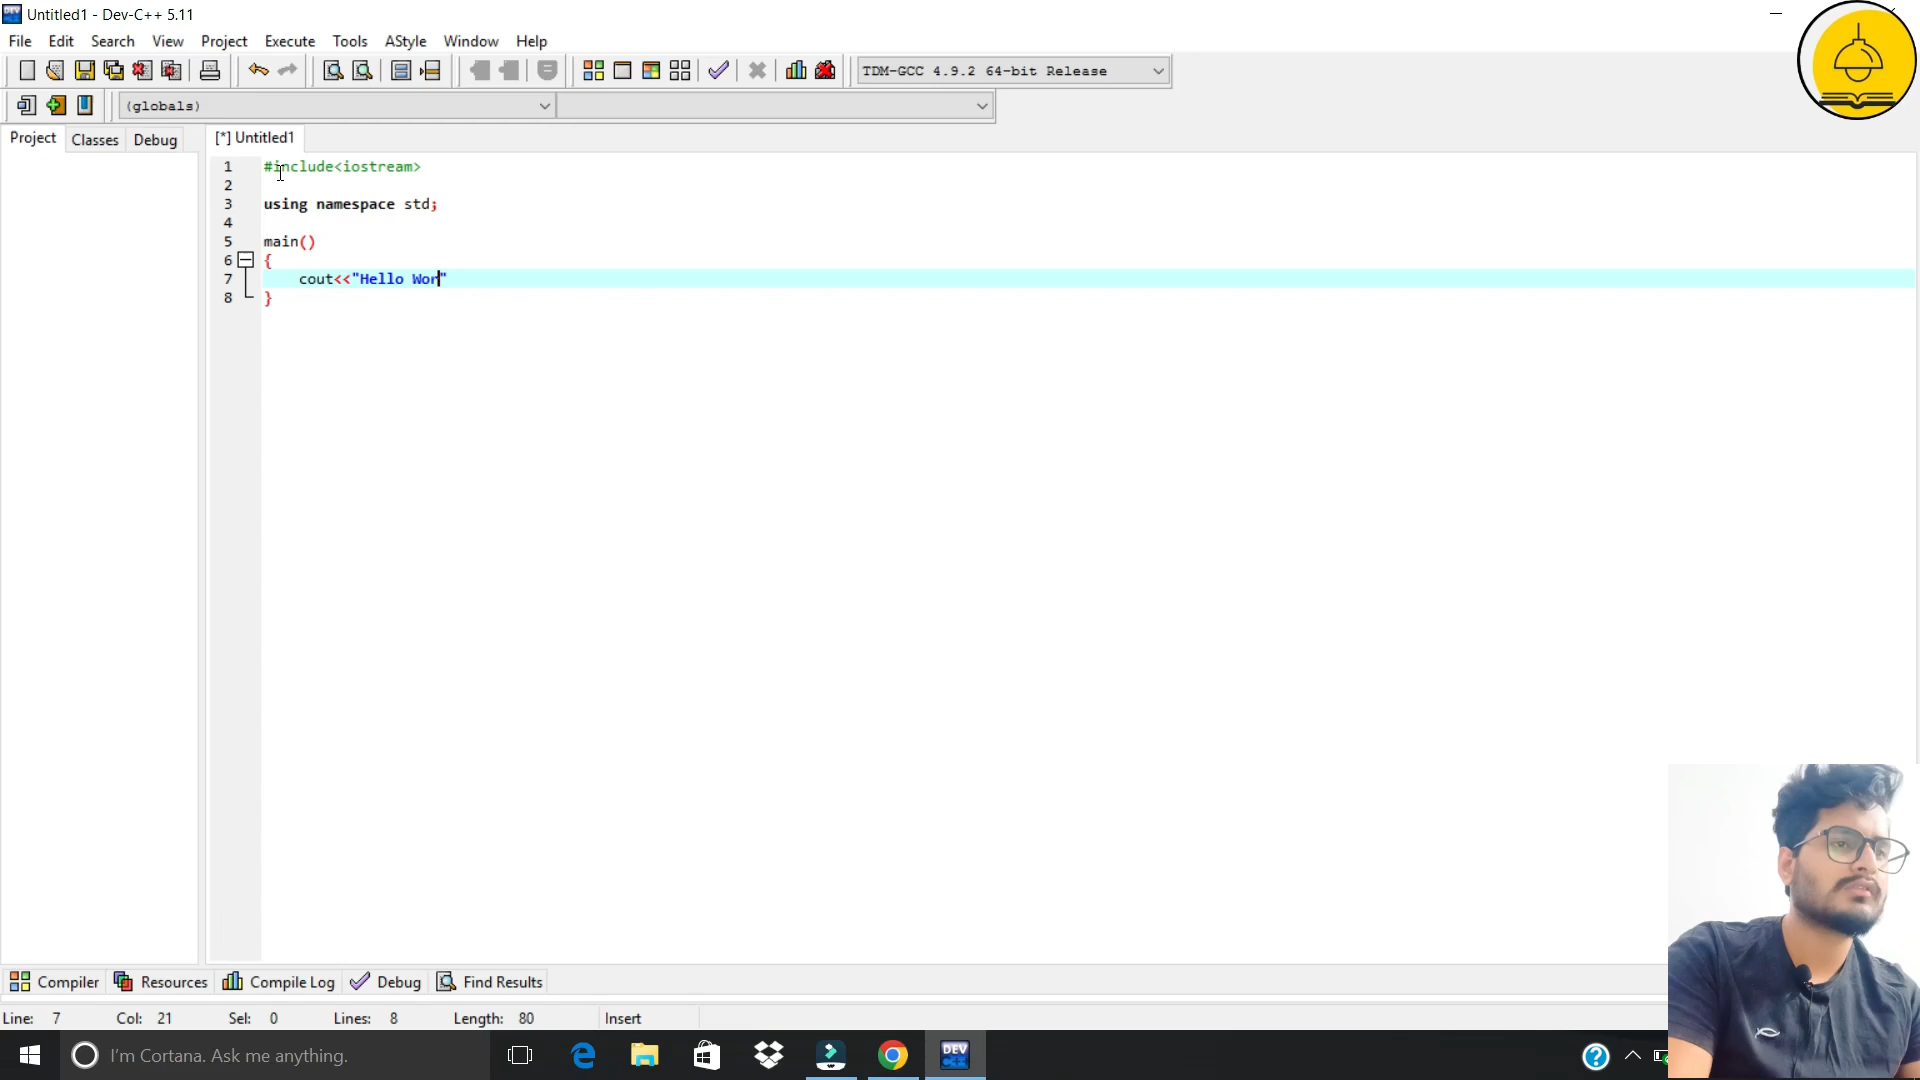 Untitled1 - Dev-C++ 5.11
File Edit Search View Project Execute Tools AStyle Window Help
TDM-GCC 4.9.2 64-bit Release
(globals)
Project Classes Debug [*] Untitled1
1 #include<iostream>
2
3 using namespace std;
4
5 main()
6 {
7 cout<<"Hello Wor"
8 }
Compiler Resources Compile Log Debug Find Results
Line: 7 Col: 21 Sel: 0 Lines: 8 Length: 80 Insert
I'm Cortana. Ask me anything.
DEV